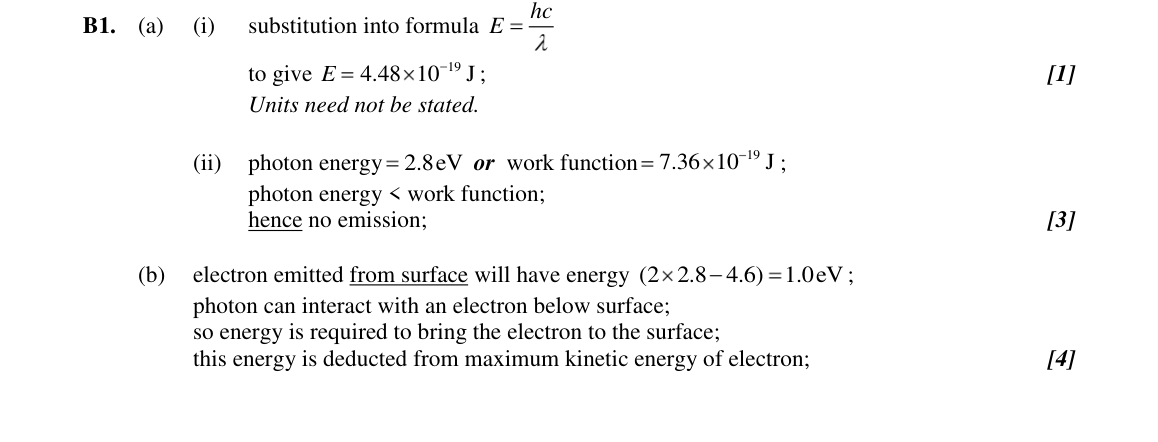 B1. (a) (i) substitution into formula E = hc/λ
to give E = 4.48×10⁻¹⁹ J ; [1]
Units need not be stated.
(ii) photon energy = 2.8 eV or work function = 7.36×10⁻¹⁹ J ;
photon energy < work function;
hence no emission; [3]
(b) electron emitted from surface will have energy (2×2.8−4.6) = 1.0 eV ;
photon can interact with an electron below surface;
so energy is required to bring the electron to the surface;
this energy is deducted from maximum kinetic energy of electron; [4]